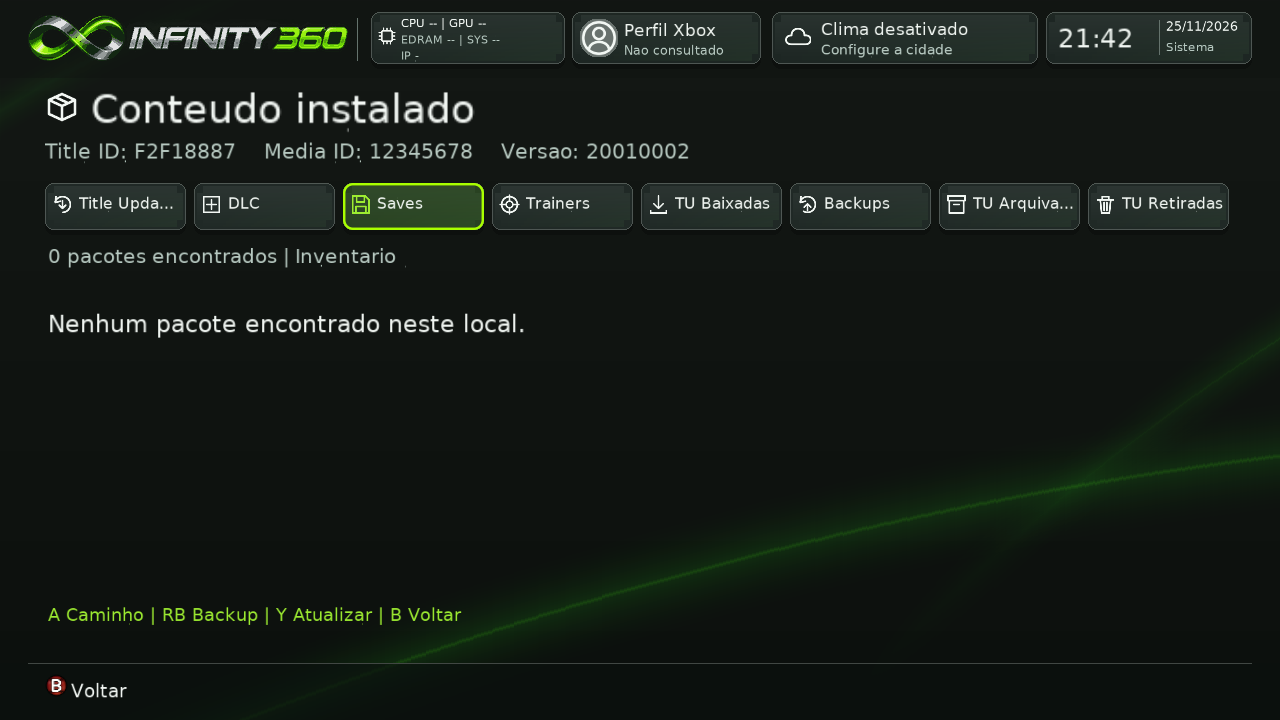 INFINITY 360
CPU -- | GPU --
EDRAM -- | SYS --
IP -
Perfil Xbox
Nao consultado
Clima desativado
Configure a cidade
21:42
25/11/2026
Sistema
Conteudo instalado
Title ID: F2F18887 Media ID: 12345678 Versao: 20010002
Title Upda... DLC Saves Trainers TU Baixadas Backups TU Arquiva... TU Retiradas
0 pacotes encontrados | Inventario
Nenhum pacote encontrado neste local.
A Caminho | RB Backup | Y Atualizar | B Voltar
B Voltar